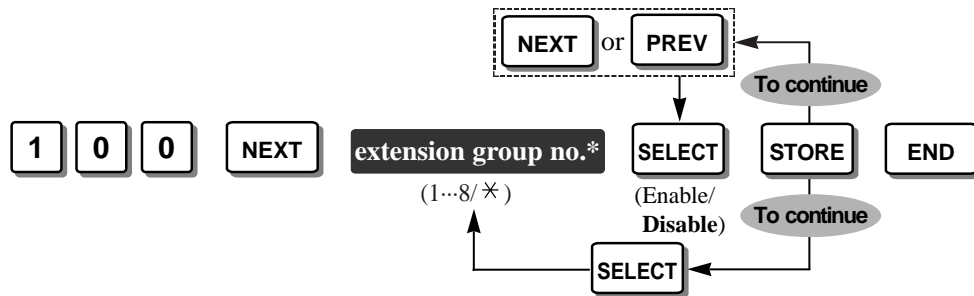 NEXT or PREV
To continue
1 0 0 NEXT extension group no.* SELECT STORE END
(1···8/✳)
(Enable/
Disable)
To continue
SELECT